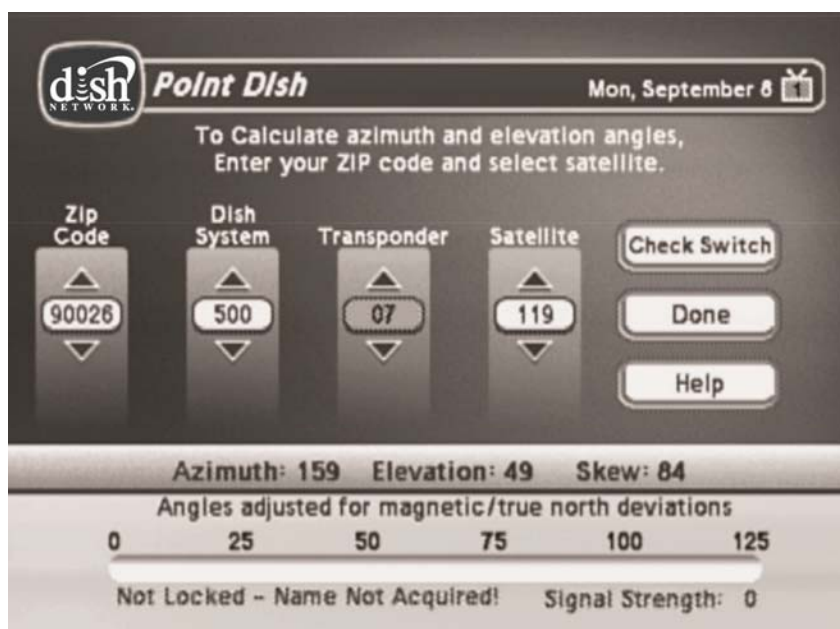 dish
NETWORK.
Point Dish
Mon, September 8
1
To Calculate azimuth and elevation angles,
Enter your ZIP code and select satellite.
Zip
Code
Dish
System
Transponder
Satellite
90026
500
07
119
Check Switch
Done
Help
Azimuth: 159 Elevation: 49 Skew: 84
Angles adjusted for magnetic/true north deviations
0 25 50 75 100 125
Not Locked - Name Not Acquired! Signal Strength: 0